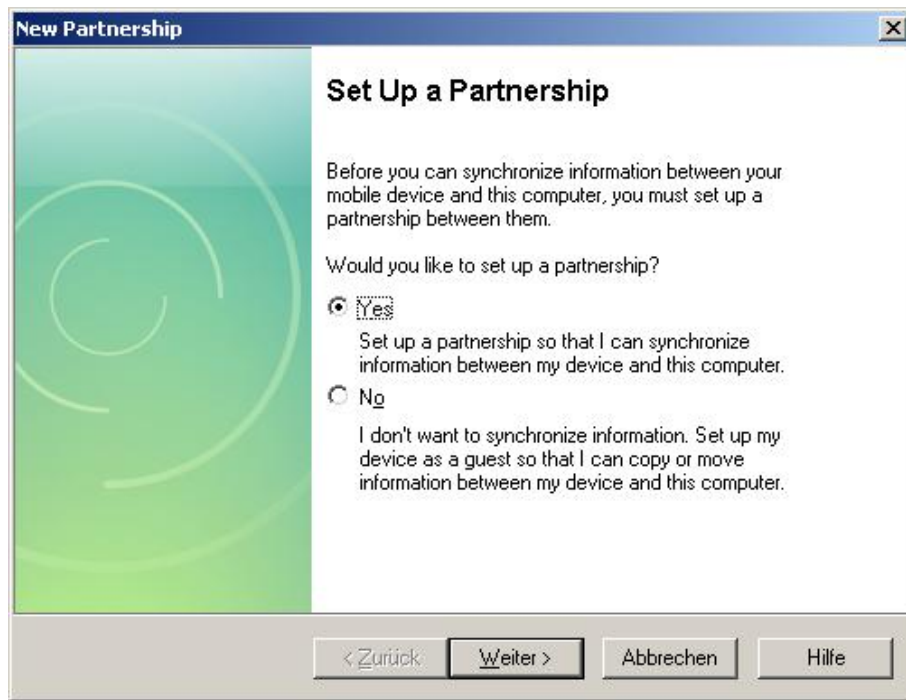 New Partnership
Set Up a Partnership
Before you can synchronize information between your
mobile device and this computer, you must set up a
partnership between them.
Would you like to set up a partnership?
Yes
Set up a partnership so that I can synchronize
information between my device and this computer.
No
I don't want to synchronize information. Set up my
device as a guest so that I can copy or move
information between my device and this computer.
< Zurück Weiter > Abbrechen Hilfe